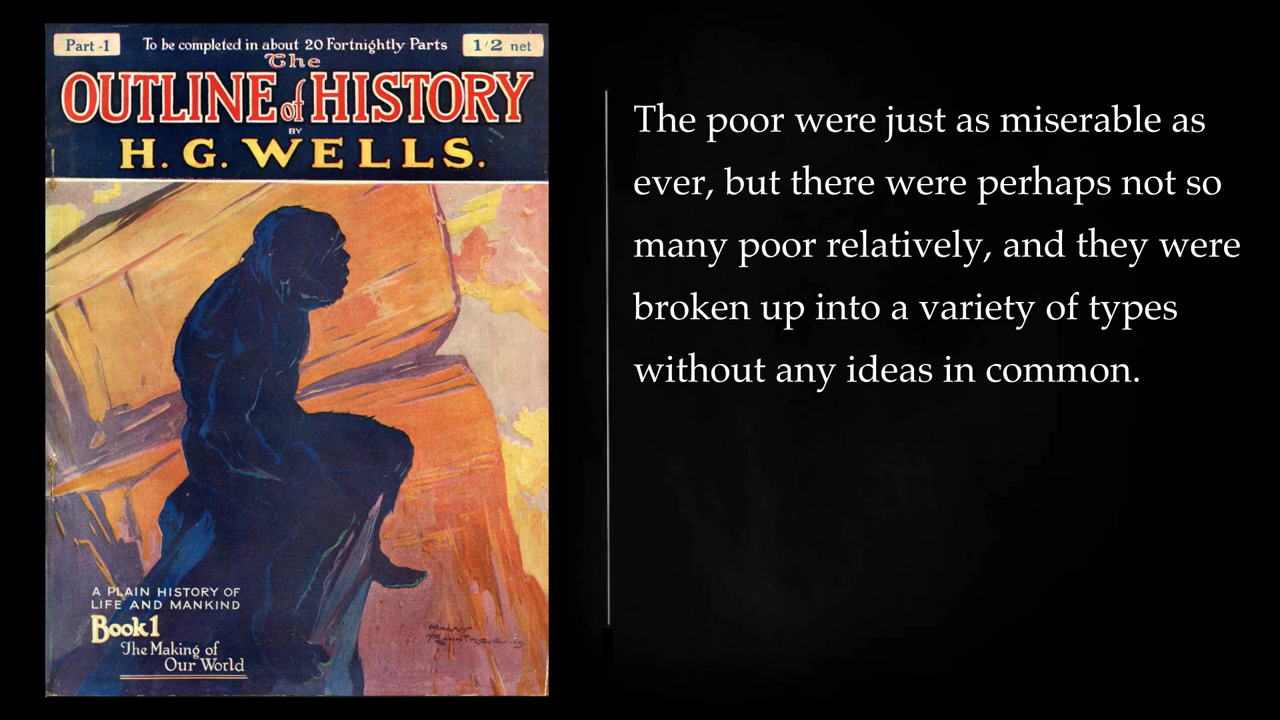 Part -1
To be completed in about 20 Fortnightly Parts
1/2 net
The
OUTLINE of HISTORY
BY
H. G. WELLS.
The poor were just as miserable as
ever, but there were perhaps not so
many poor relatively, and they were
broken up into a variety of types
without any ideas in common.
A PLAIN HISTORY OF
LIFE AND MANKIND
Book 1
The Making of
Our World